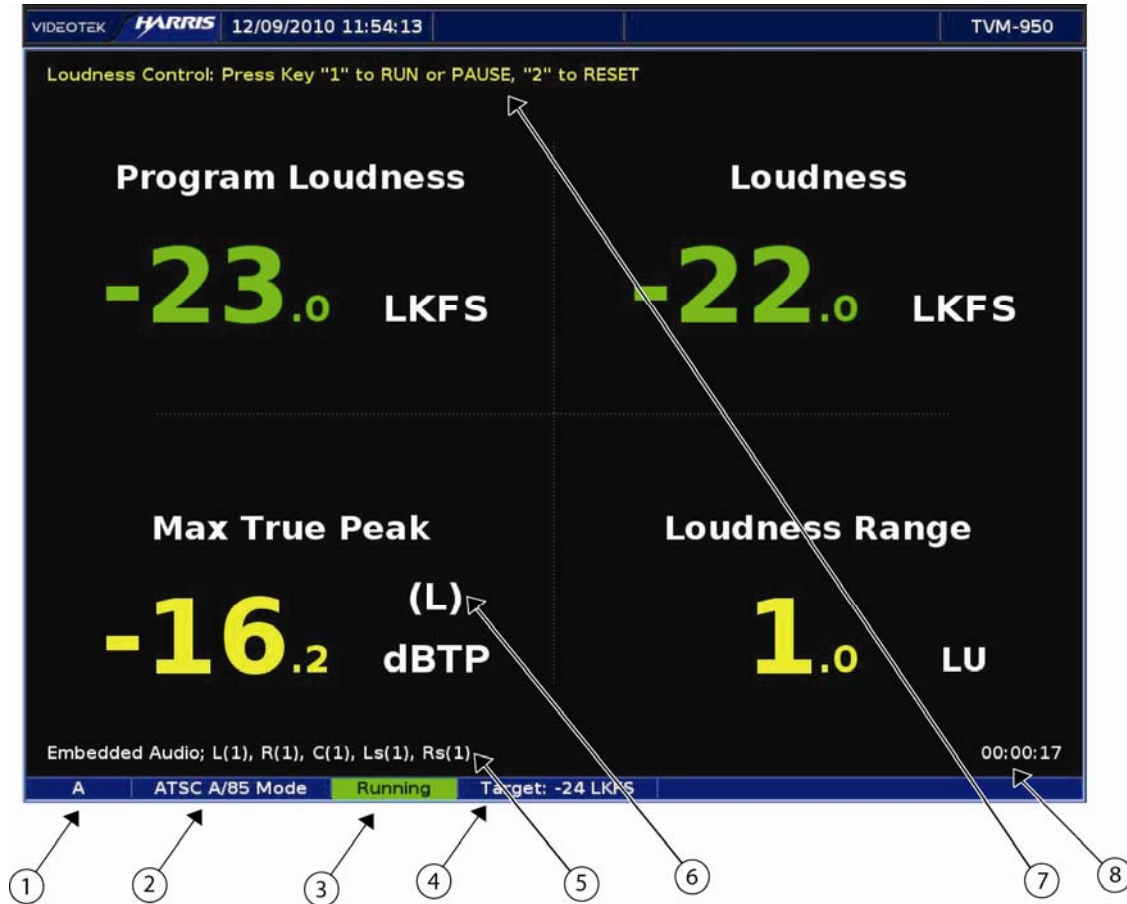 VIDEOTEK HARRIS 12/09/2010 11:54:13 TVM-950
Loudness Control: Press Key "1" to RUN or PAUSE, "2" to RESET
Program Loudness
-23.0 LKFS
Loudness
-22.0 LKFS
Max True Peak
(L)
-16.2 dBTP
Loudness Range
1.0 LU
Embedded Audio; L(1), R(1), C(1), Ls(1), Rs(1)
00:00:17
A ATSC A/85 Mode Running Target: -24 LKFS
1 2 3 4 5 6 7 8